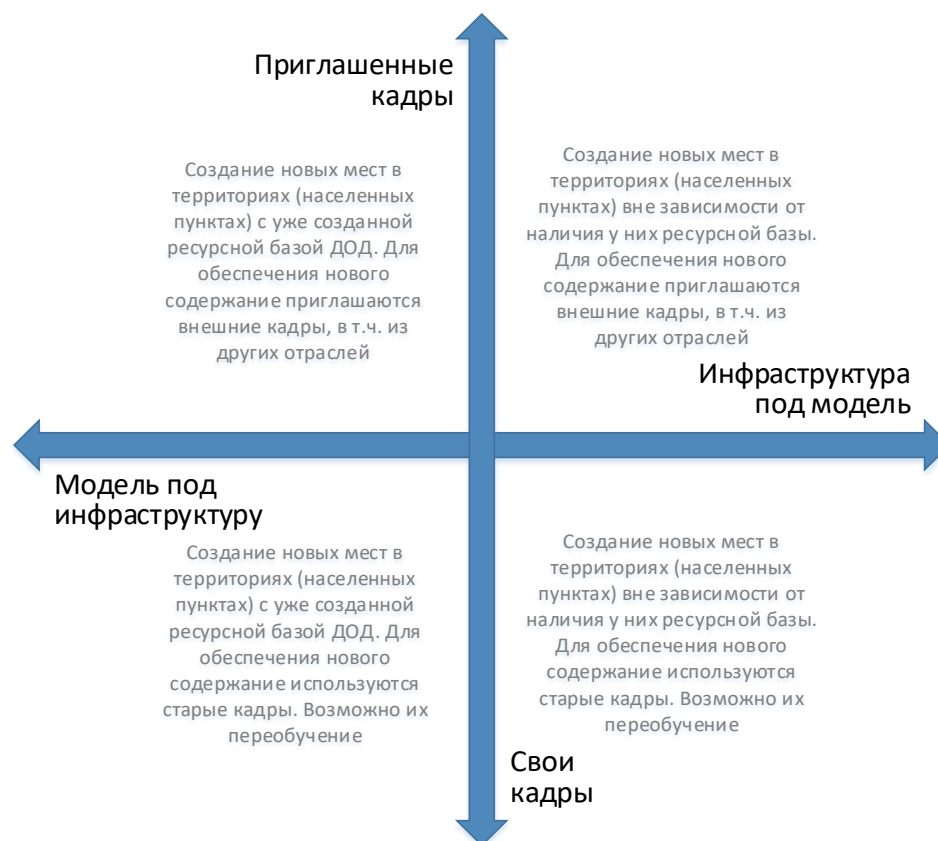 Приглашенные
кадры
Создание новых мест в
территориях (населенных
пунктах) с уже созданной
ресурсной базой ДОД. Для
обеспечения нового
содержание приглашаются
внешние кадры, в т.ч. из
других отраслей
Создание новых мест в
территориях (населенных
пунктах) вне зависимости от
наличия у них ресурсной базы.
Для обеспечения нового
содержание приглашаются
внешние кадры, в т.ч. из
других отраслей
Инфраструктура
под модель
Модель под
инфраструктуру
Создание новых мест в
территориях (населенных
пунктах) с уже созданной
ресурсной базой ДОД. Для
обеспечения нового
содержание используются
старые кадры. Возможно их
переобучение
Создание новых мест в
территориях (населенных
пунктах) вне зависимости от
наличия у них ресурсной базы.
Для обеспечения нового
содержание используются
старые кадры. Возможно их
переобучение
Свои
кадры